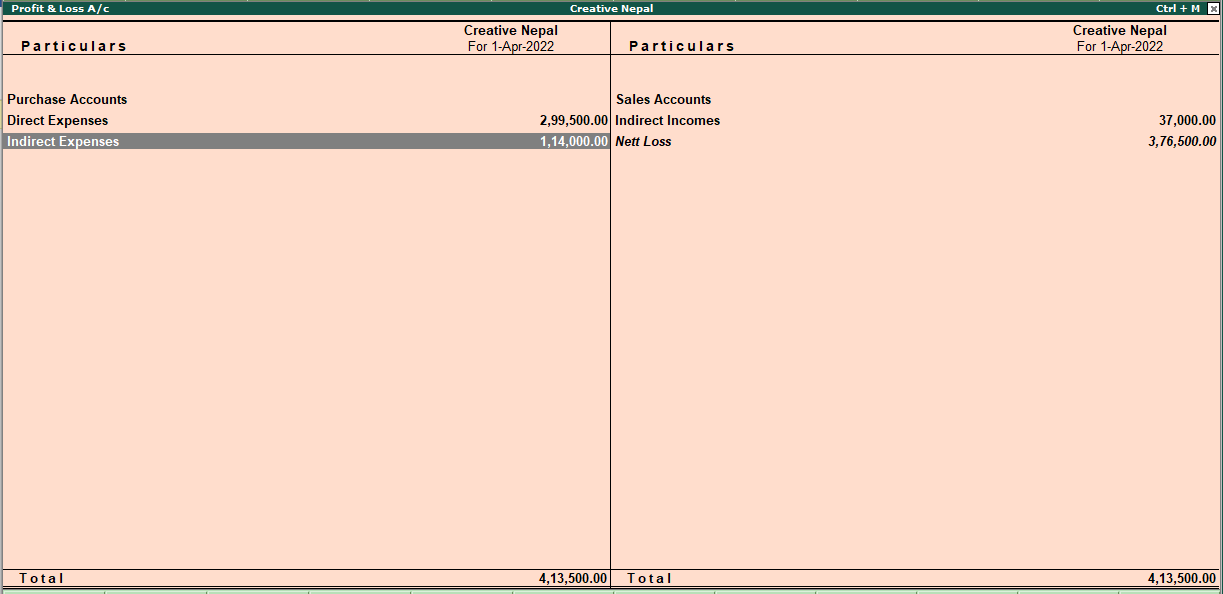 Profit & Loss A/c Creative Nepal Ctrl + M
Creative Nepal Creative Nepal
Particulars For 1-Apr-2022 Particulars For 1-Apr-2022
Purchase Accounts Sales Accounts
Direct Expenses 2,99,500.00 Indirect Incomes 37,000.00
Indirect Expenses 1,14,000.00 Nett Loss 3,76,500.00
Total 4,13,500.00 Total 4,13,500.00